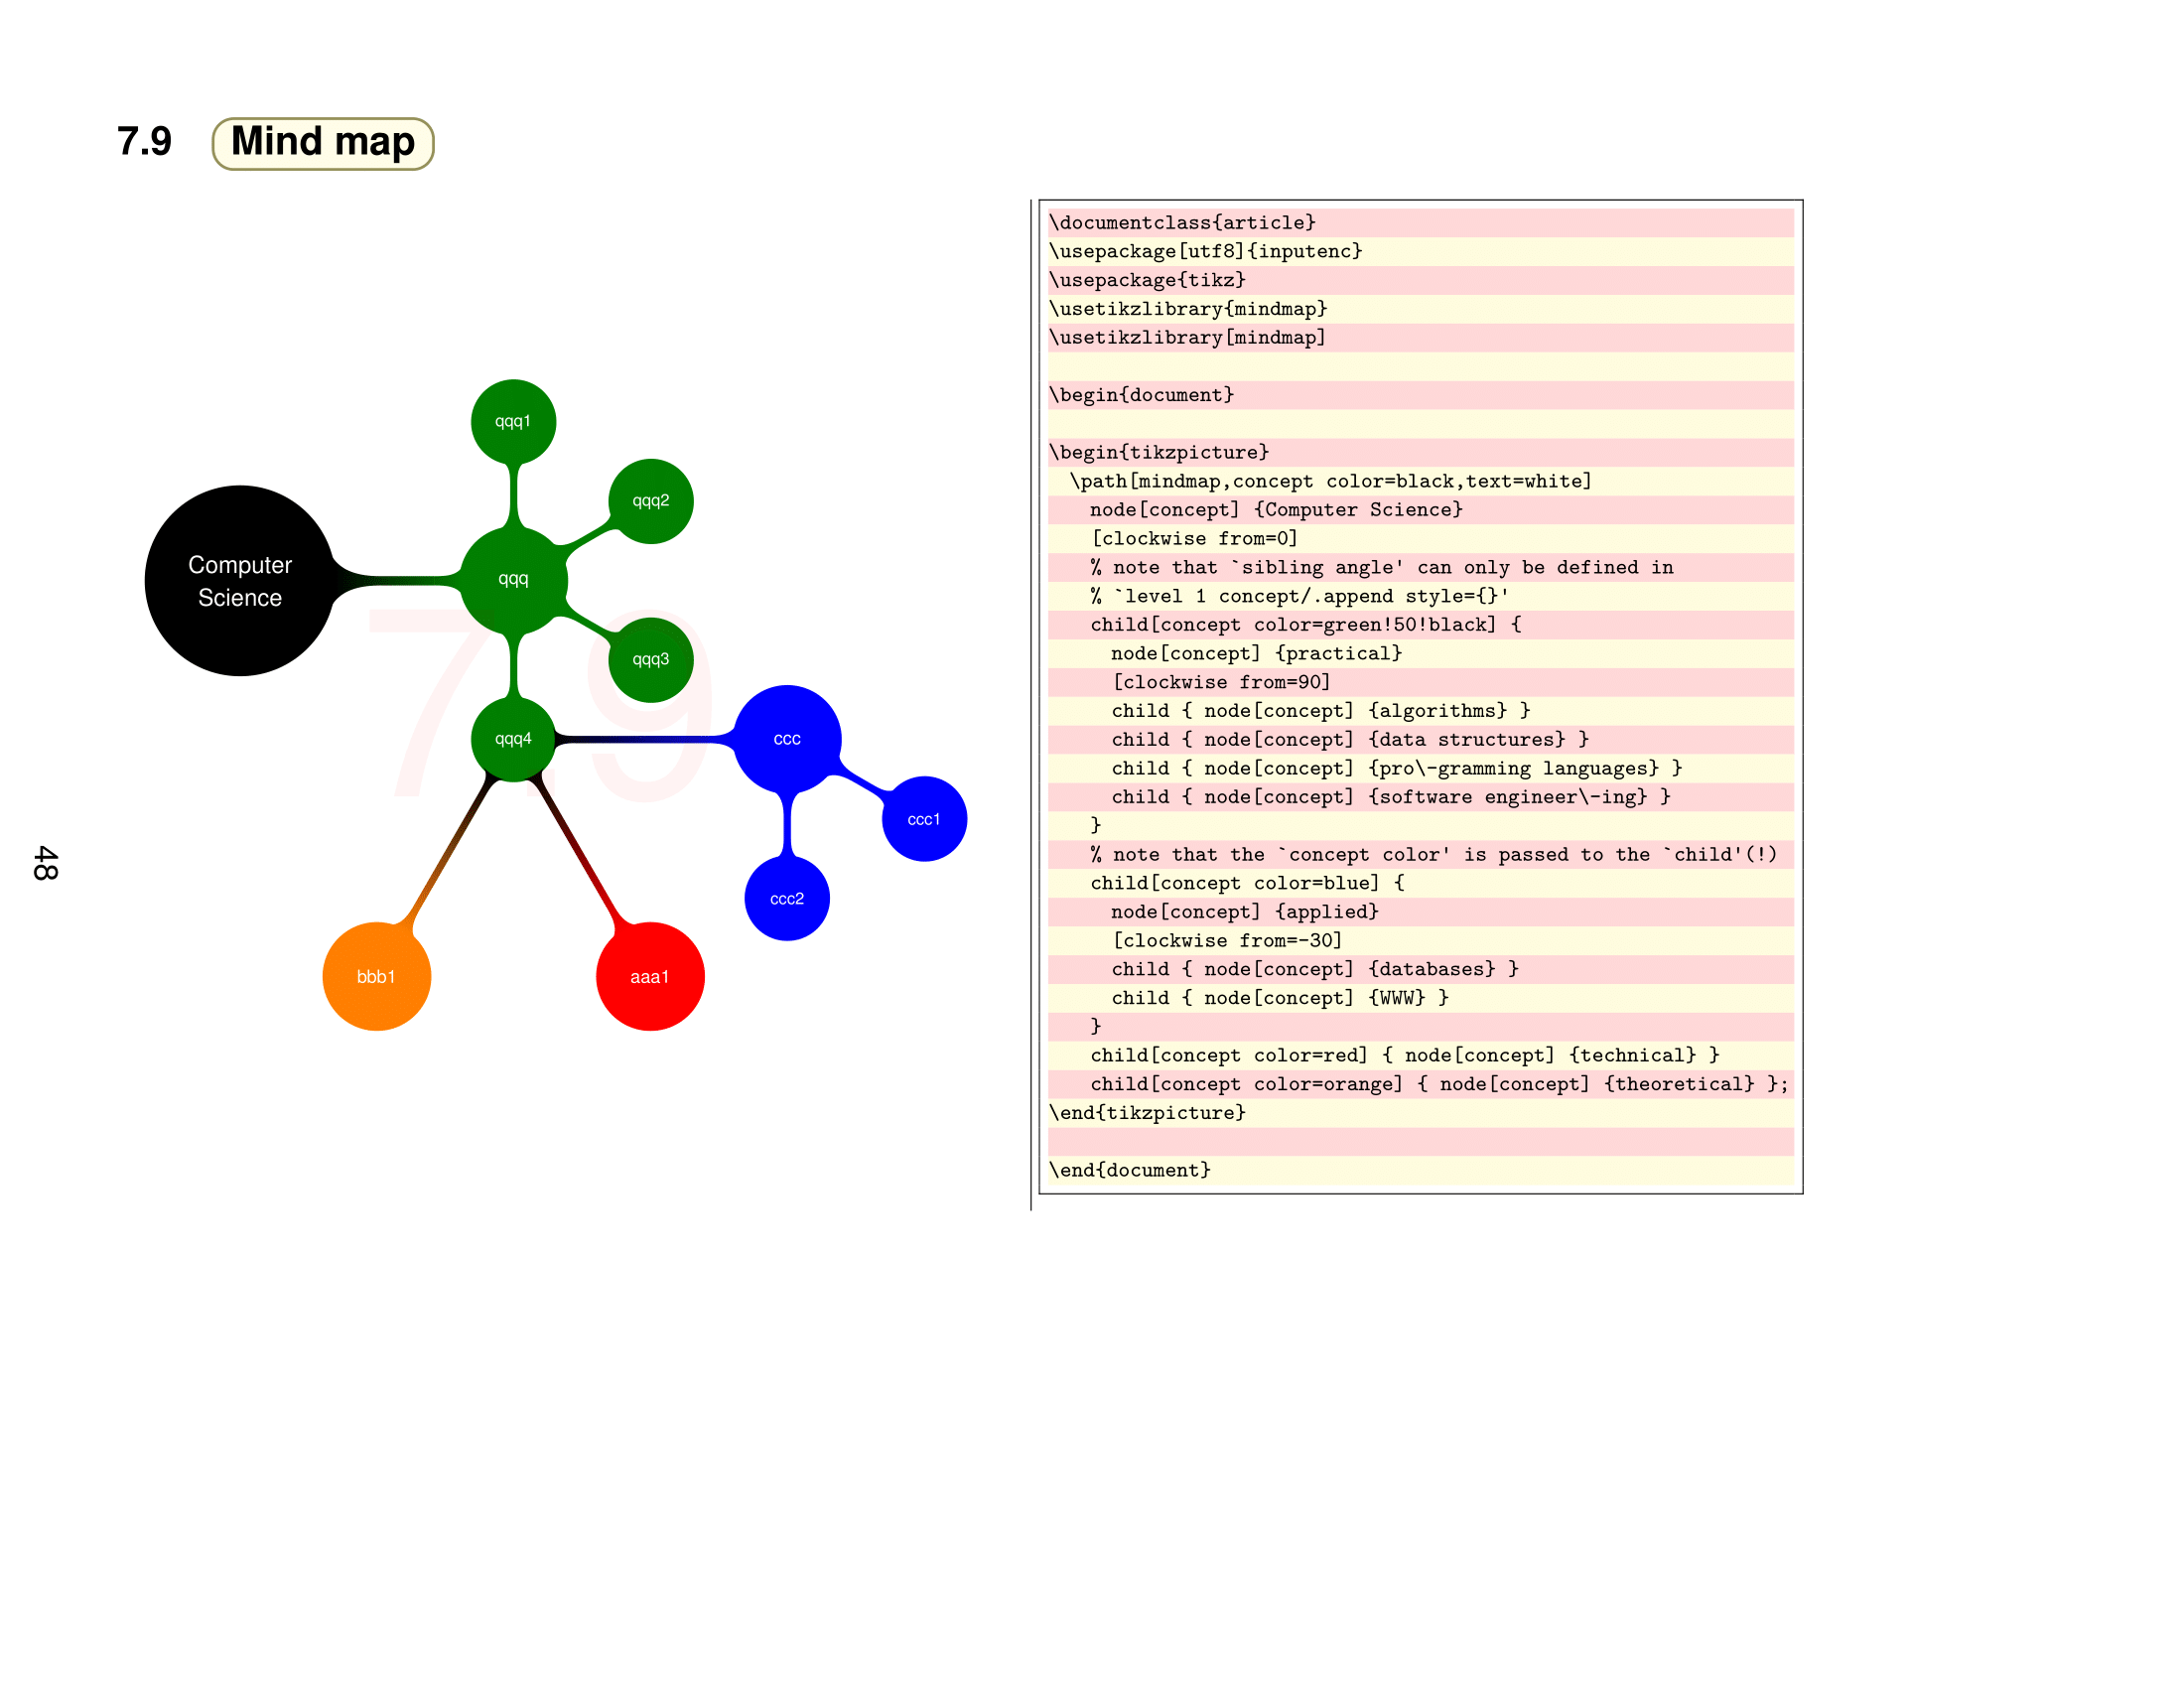 7.9 Mind map
qqq1
qqq2
Computer
Science
qqq
qqq3
qqq4
ccc
ccc1
ccc2
bbb1
aaa1
7.9
\documentclass{article}
\usepackage[utf8]{inputenc}
\usepackage{tikz}
\usetikzlibrary{mindmap}
\usetikzlibrary[mindmap]
\begin{document}
\begin{tikzpicture}
\path[mindmap,concept color=black,text=white]
node[concept] {Computer Science}
[clockwise from=0]
% note that `sibling angle' can only be defined in
% `level 1 concept/.append style={}'
child[concept color=green!50!black] {
node[concept] {practical}
[clockwise from=90]
child { node[concept] {algorithms} }
child { node[concept] {data structures} }
child { node[concept] {pro\-gramming languages} }
child { node[concept] {software engineer\-ing} }
}
% note that the `concept color' is passed to the `child'(!)
child[concept color=blue] {
node[concept] {applied}
[clockwise from=-30]
child { node[concept] {databases} }
child { node[concept] {WWW} }
}
child[concept color=red] { node[concept] {technical} }
child[concept color=orange] { node[concept] {theoretical} };
\end{tikzpicture}
\end{document}
48